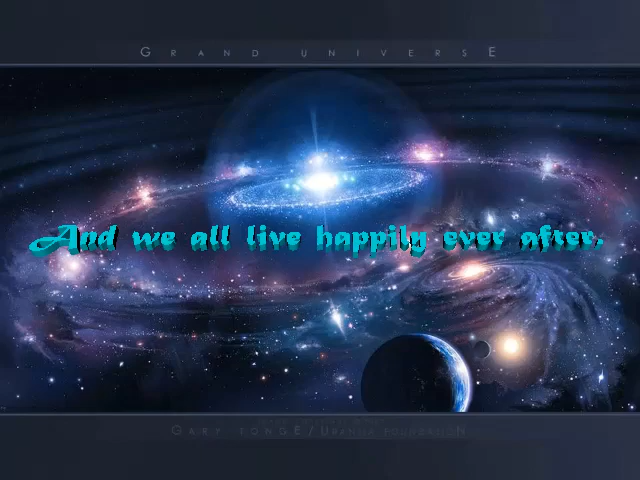 GRAND UNIVERSE
And we all live happily ever after.
GARY TONGE/URANTIA FOUNDATION